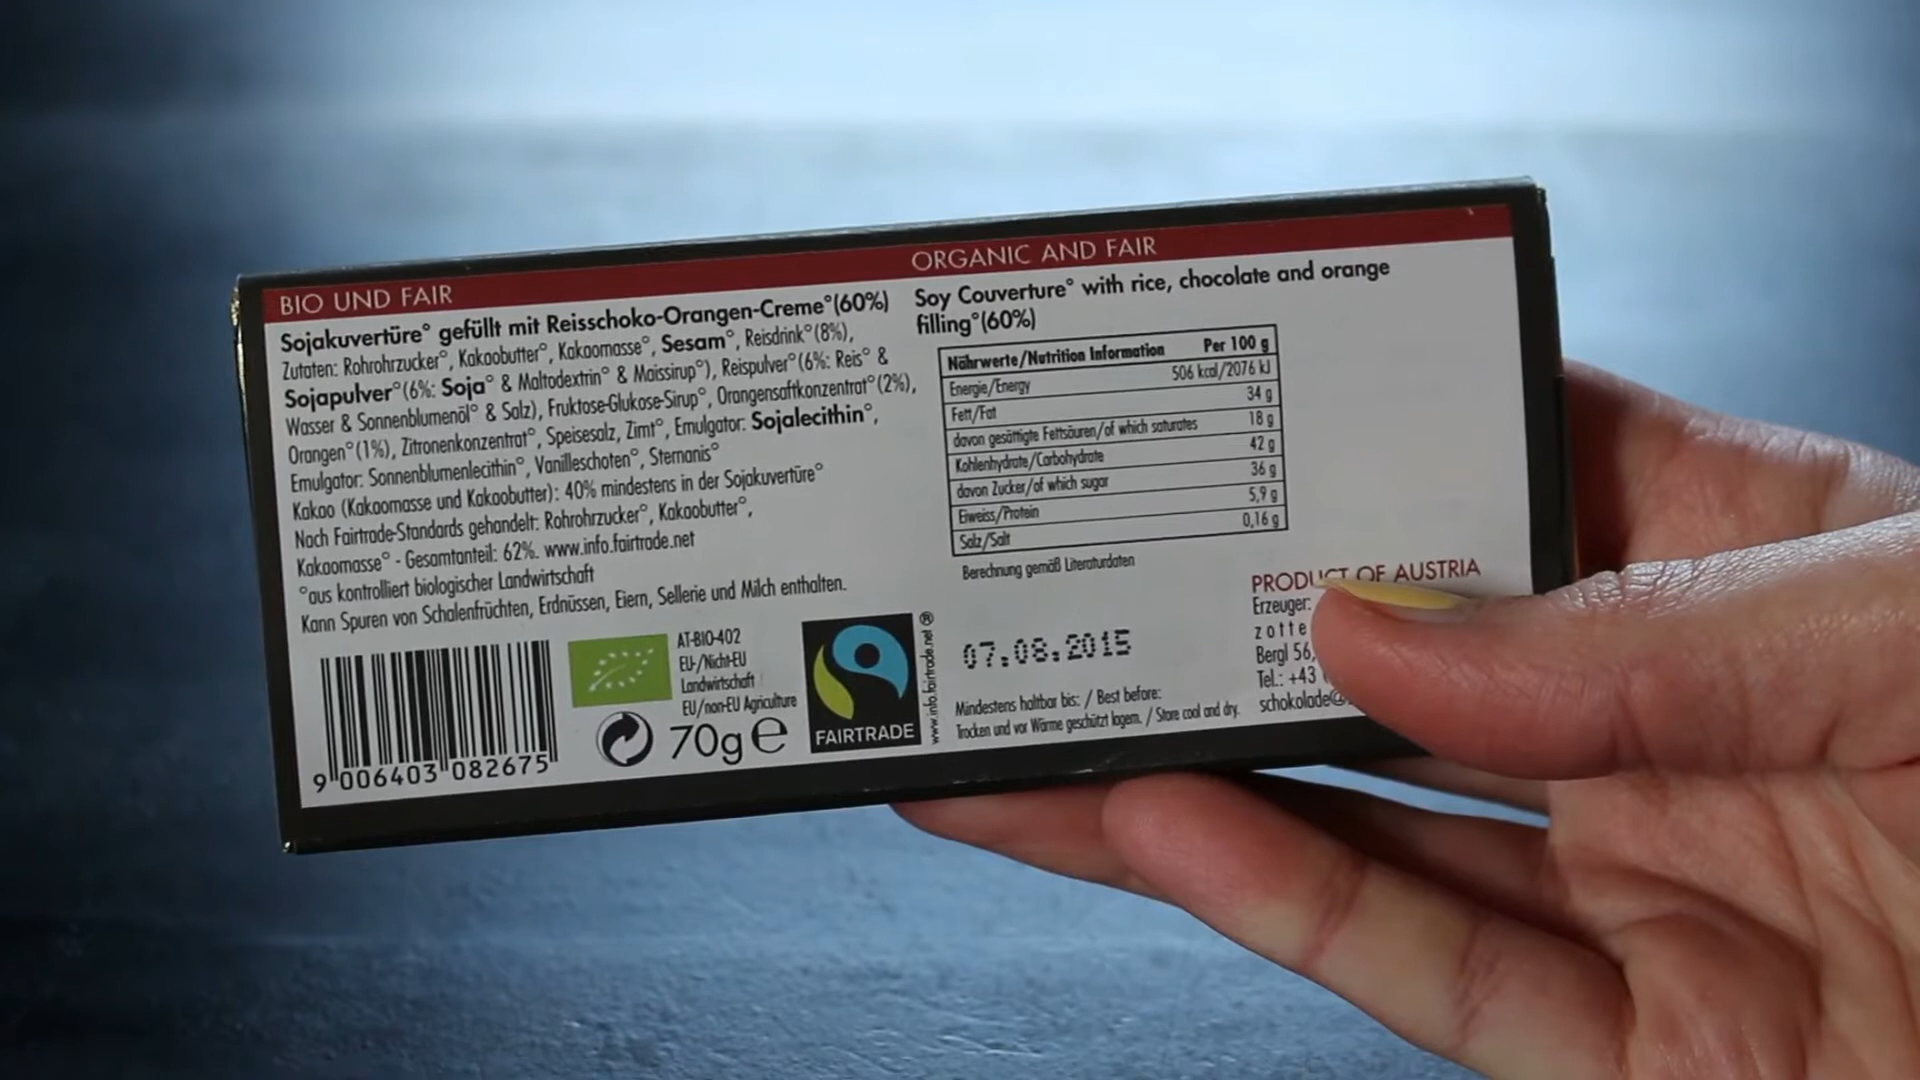 BIO UND FAIR
Sojakuvertüre° gefüllt mit Reisschoko-Orangen-Creme°(60%)
Zutaten: Rohrohrzucker°, Kakaobutter°, Kakaomasse°, Sesam°, Reisdrink°(8%),
Sojapulver°(6%: Soja° & Maltodextrin° & Maissirup°), Reispulver°(6%: Reis° &
Wasser & Sonnenblumenöl° & Salz), Fruktose-Glukose-Sirup°, Orangensaftkonzentrat°(2%),
Orangen°(1%), Zitronenkonzentrat°, Speisesalz, Zimt°, Emulgator: Sojalecithin°,
Emulgator: Sonnenblumenlecithin°, Vanilleschoten°, Sternanis°
Kakao (Kakaomasse und Kakaobutter): 40% mindestens in der Sojakuvertüre°
Nach Fairtrade-Standards gehandelt: Rohrohrzucker°, Kakaobutter°,
Kakaomasse° - Gesamtanteil: 62%. www.info.fairtrade.net
°aus kontrolliert biologischer Landwirtschaft
Kann Spuren von Schalenfrüchten, Erdnüssen, Eiern, Sellerie und Milch enthalten.
9 006403 082675
AT-BIO-402
EU-/Nicht-EU
Landwirtschaft
EU/non-EU Agriculture
70g e
FAIRTRADE
www.info.fairtrade.net ®
ORGANIC AND FAIR
Soy Couverture° with rice, chocolate and orange
filling°(60%)
Nährwerte/Nutrition Information Per 100 g
Energie/Energy 506 kcal/2076 kJ
Fett/Fat 34 g
davon gesättigte Fettsäuren/of which saturates 18 g
Kohlenhydrate/Carbohydrate 42 g
davon Zucker/of which sugar 36 g
Eiweiss/Protein 5,9 g
Salz/Salt 0,16 g
Berechnung gemäß Literaturdaten
07.08.2015
Mindestens haltbar bis: / Best before:
Trocken und vor Wärme geschützt lagern. / Store cool and dry.
PRODUCT OF AUSTRIA
Erzeuger:
zotte
Bergl 56,
Tel.: +43
schokolade@